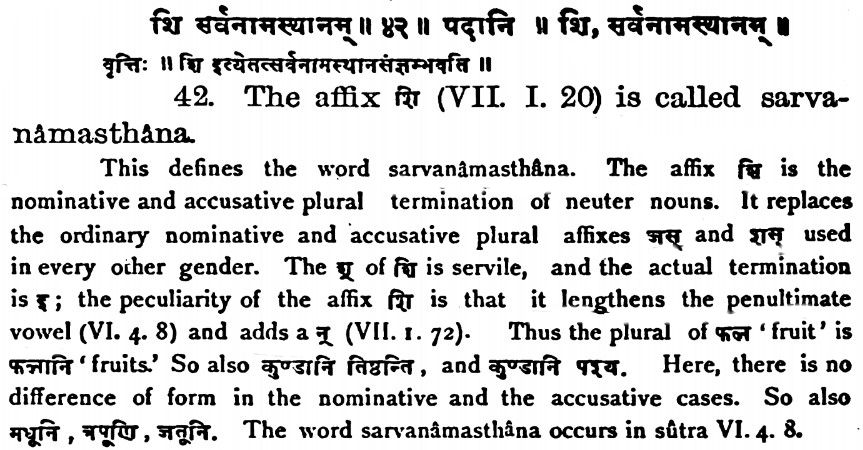 शि सर्वनामस्थानम् ॥ ४२ ॥ पदानि ॥ शि, सर्वनामस्थानम् ॥
वृत्तिः ॥ शि इत्येतत्सर्वनामस्थानसंज्ञम्भवति ॥
42. The affix शि (VII. I. 20) is called sarva-
nâmasthâna.
This defines the word sarvanâmasthâna. The affix शि is the
nominative and accusative plural termination of neuter nouns. It replaces
the ordinary nominative and accusative plural affixes जस् and शस् used
in every other gender. The श् of शि is servile, and the actual termination
is इ; the peculiarity of the affix शि is that it lengthens the penultimate
vowel (VI. 4. 8) and adds a न् (VII. 1. 72). Thus the plural of फल 'fruit' is
फलानि 'fruits.' So also कुण्डानि तिष्ठन्ति, and कुण्डानि पश्य. Here, there is no
difference of form in the nominative and the accusative cases. So also
मधूनि, त्रपूणि, जतूनि. The word sarvanâmasthâna occurs in sûtra VI. 4. 8.